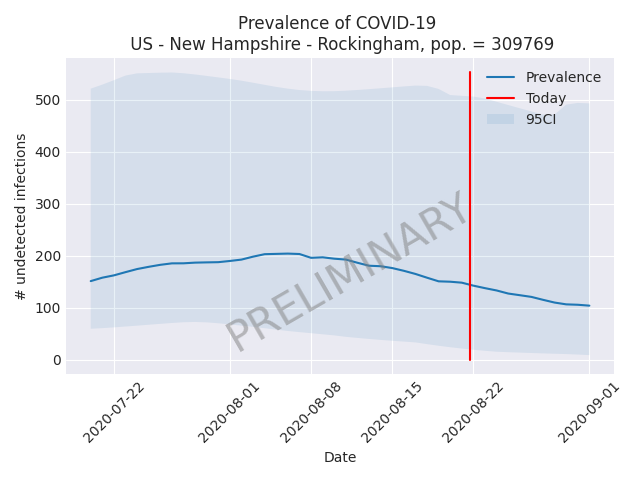 Prevalence of COVID-19
US - New Hampshire - Rockingham, pop. = 309769
Prevalence
Today
95CI
# undetected infections
500
400
300
200
100
0
PRELIMINARY
2020-07-22
2020-08-01
2020-08-08
2020-08-15
2020-08-22
2020-09-01
Date